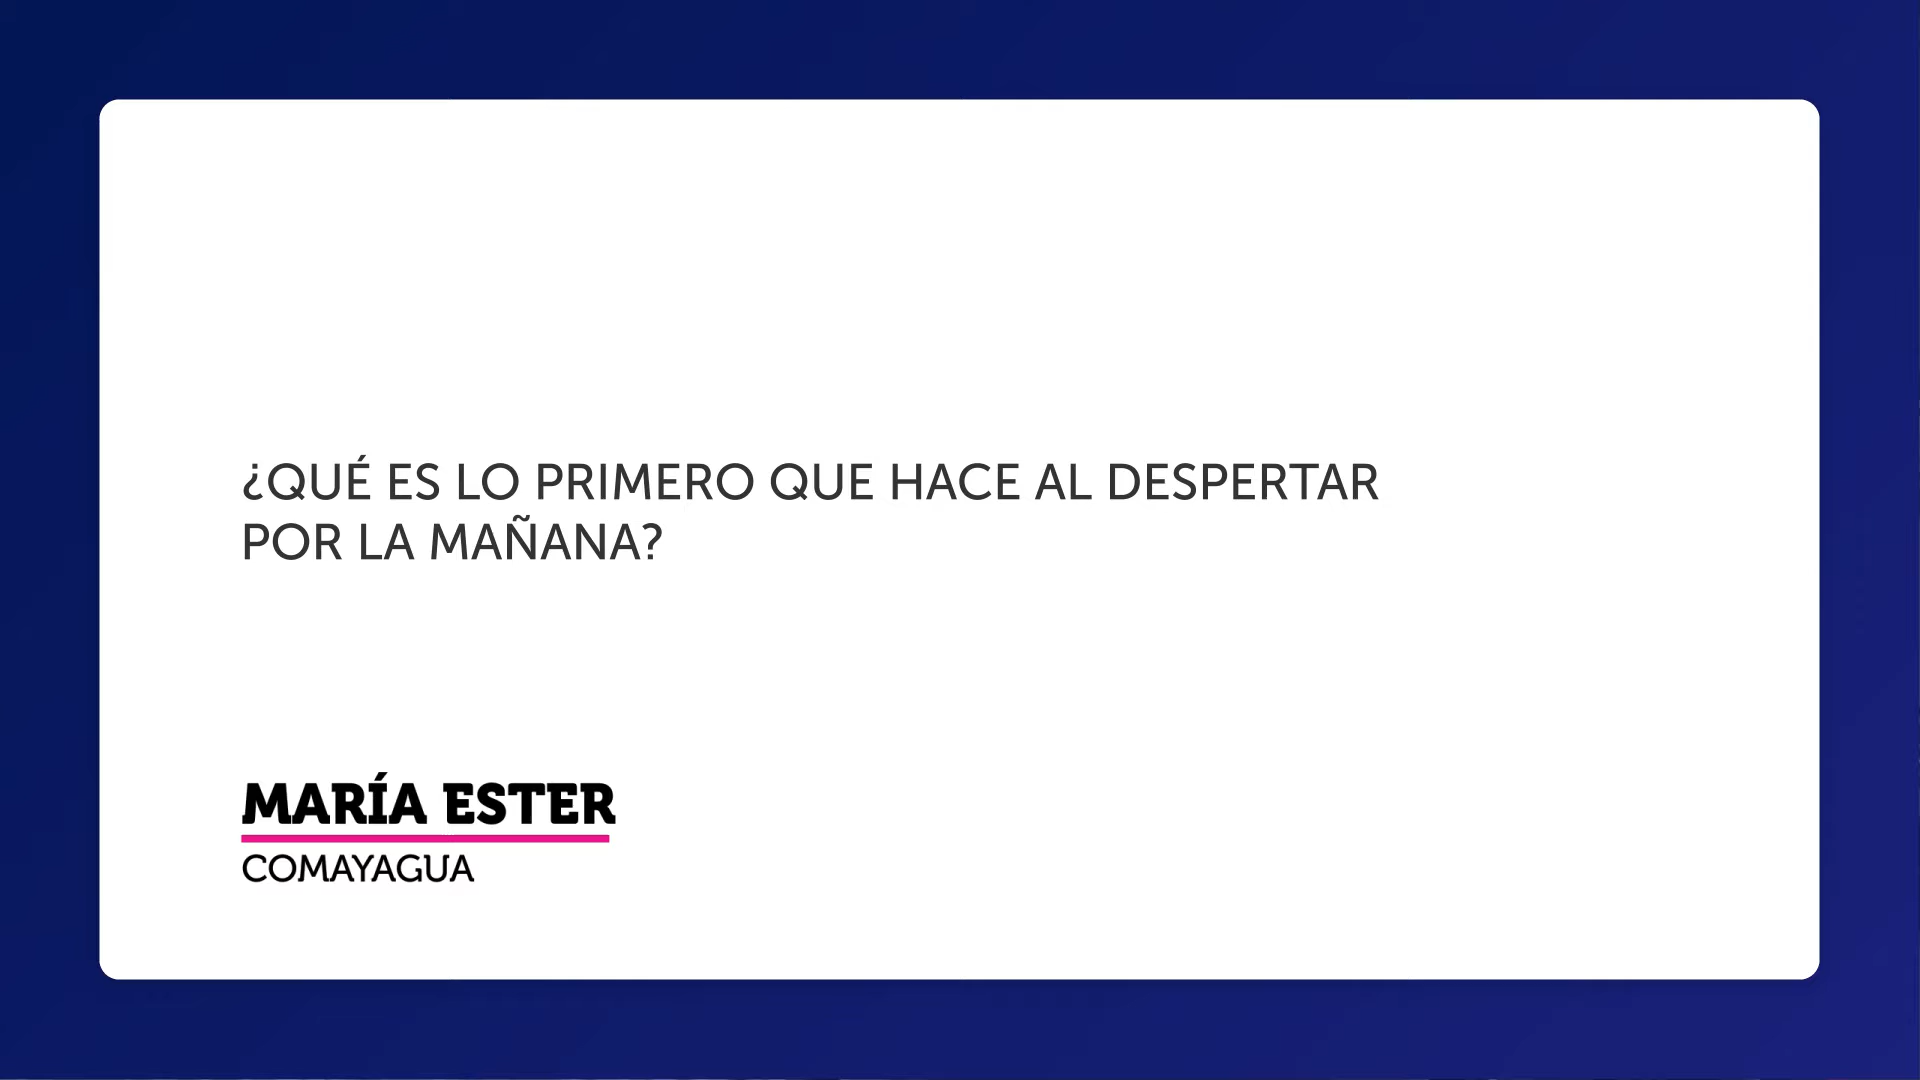 ¿QUÉ ES LO PRIMERO QUE HACE AL DESPERTAR
POR LA MAÑANA?
MARÍA ESTER
COMAYAGUA